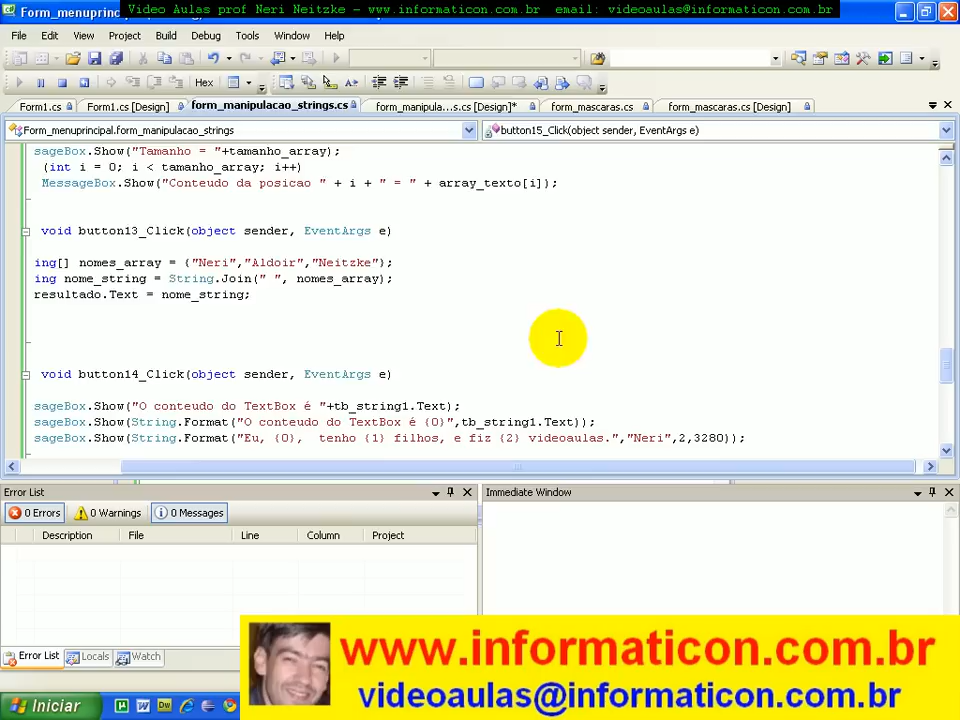 Video Aulas prof Neri Neitzke – www.informaticon.com.br email: videoaulas@informaticon.com.br
File Edit View Project Build Debug Tools Window Help
Hex
Form1.cs Form1.cs [Design] form_manipulacao_strings.cs form_manipula...s.cs [Design]* form_mascaras.cs form_mascaras.cs [Design]
Form_menuprincipal.form_manipulacao_strings button15_Click(object sender, EventArgs e)
sageBox.Show("Tamanho = "+tamanho_array);
(int i = 0; i < tamanho_array; i++)
MessageBox.Show("Conteudo da posicao " + i + " = " + array_texto[i]);
void button13_Click(object sender, EventArgs e)
ing[] nomes_array = {"Neri","Aldoir","Neitzke"};
ing nome_string = String.Join(" ", nomes_array);
resultado.Text = nome_string;
void button14_Click(object sender, EventArgs e)
sageBox.Show("O conteudo do TextBox é "+tb_string1.Text);
sageBox.Show(String.Format("O conteudo do TextBox é {0}",tb_string1.Text));
sageBox.Show(String.Format("Eu, {0},  tenho {1} filhos, e fiz {2} videoaulas.","Neri",2,3280));
Error List Immediate Window
0 Errors 0 Warnings 0 Messages
Description File Line Column Project
Error List Locals Watch
www.informaticon.com.br
videoaulas@informaticon.com.br
Iniciar